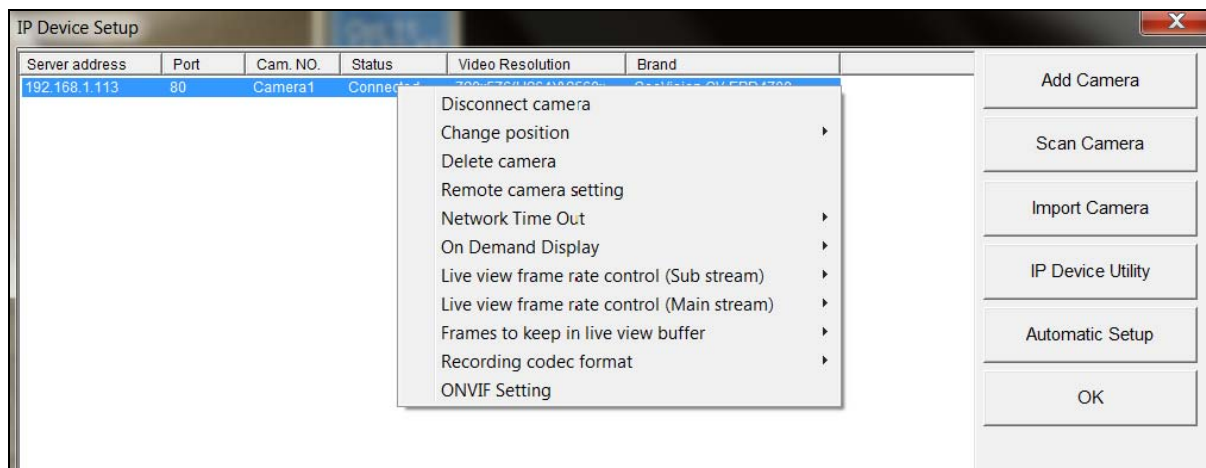 IP Device Setup
Server address Port Cam. NO. Status Video Resolution Brand
192.168.1.113 80 Camera1
Disconnect camera
Change position
Delete camera
Remote camera setting
Network Time Out
On Demand Display
Live view frame rate control (Sub stream)
Live view frame rate control (Main stream)
Frames to keep in live view buffer
Recording codec format
ONVIF Setting
Add Camera
Scan Camera
Import Camera
IP Device Utility
Automatic Setup
OK